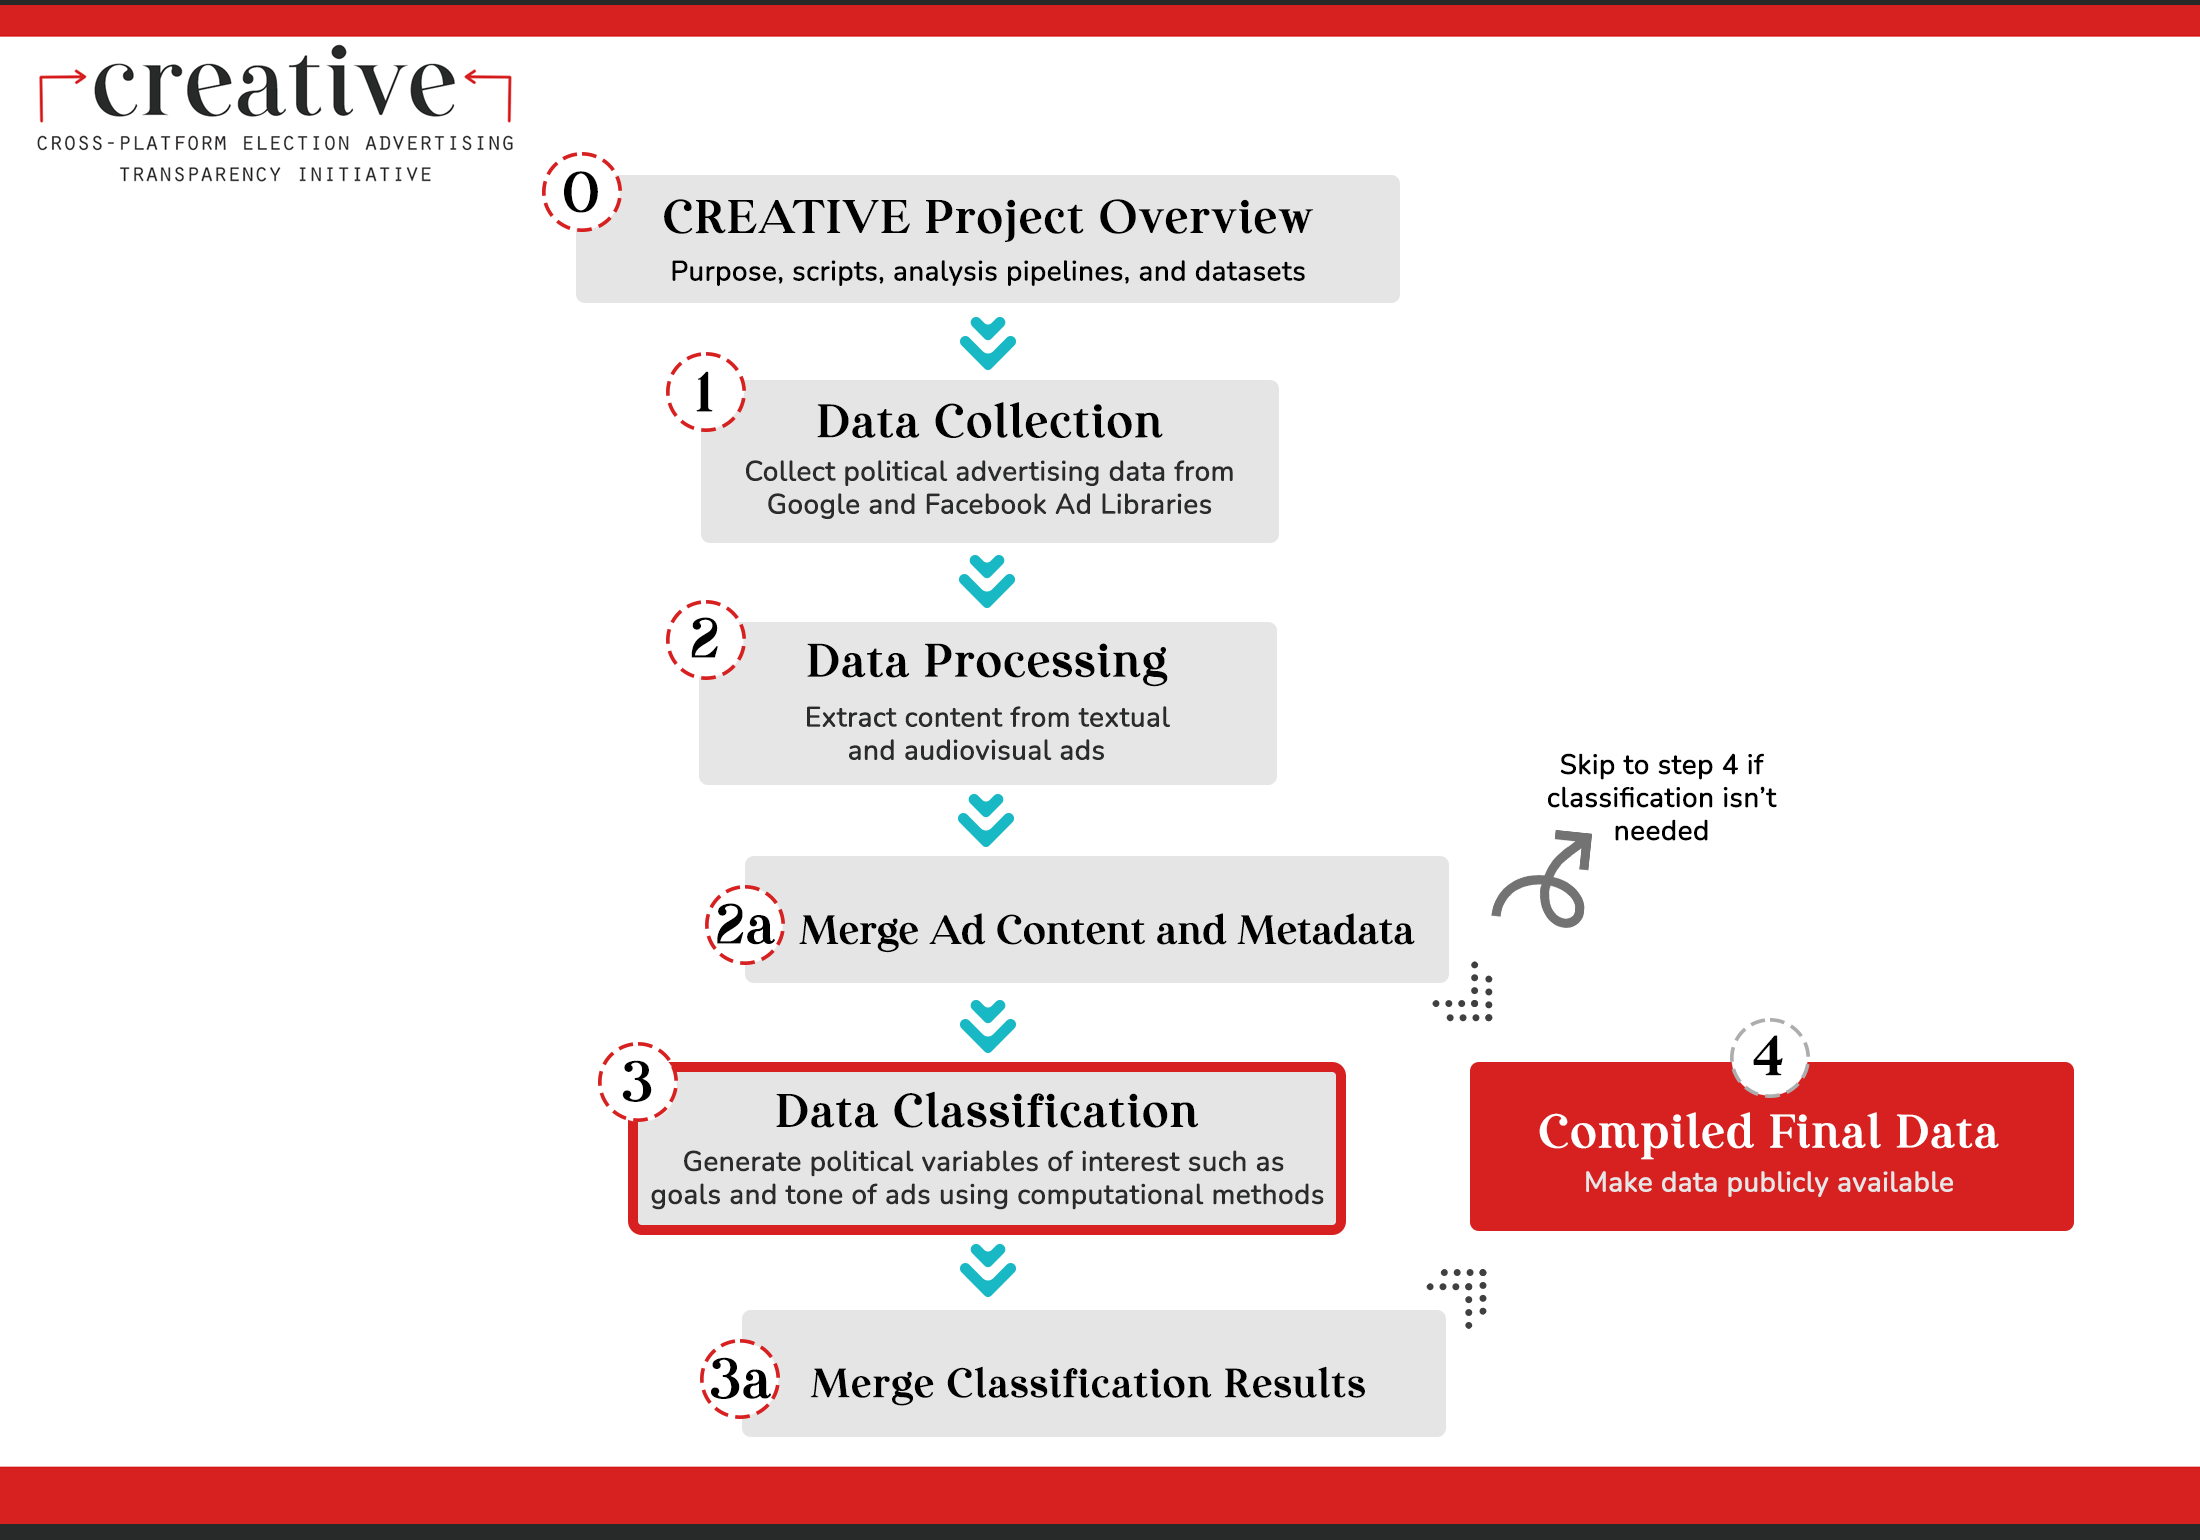 creative
CROSS-PLATFORM ELECTION ADVERTISING
TRANSPARENCY INITIATIVE
0
CREATIVE Project Overview
Purpose, scripts, analysis pipelines, and datasets
1
Data Collection
Collect political advertising data from
Google and Facebook Ad Libraries
2
Data Processing
Extract content from textual
and audiovisual ads
Skip to step 4 if
classification isn't
needed
2a
Merge Ad Content and Metadata
3
Data Classification
Generate political variables of interest such as
goals and tone of ads using computational methods
4
Compiled Final Data
Make data publicly available
3a
Merge Classification Results